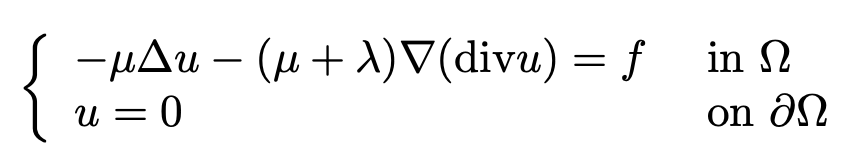 −μΔu − (μ + λ)∇(divu) = f in Ω
u = 0 on ∂Ω